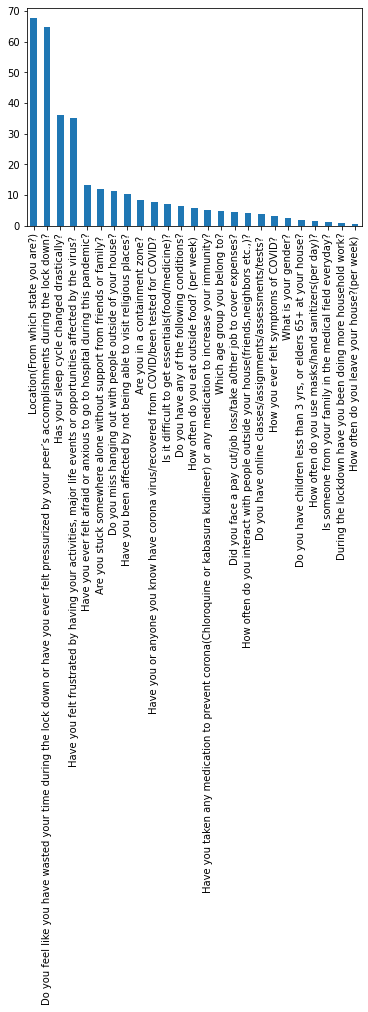 70
60
50
40
30
20
10
0
Location(From which state you are?)
Do you feel like you have wasted your time during the lock down or have you ever felt pressurized by your peer's accomplishments during the lock down?
Has your sleep cycle changed drastically?
Have you felt frustrated by having your activities, major life events or opportunities affected by the virus?
Have you ever felt afraid or anxious to go to hospital during this pandemic?
Are you stuck somewhere alone without support from friends or family?
Do you miss hanging out with people outside of your house?
Have you been affected by not being able to visit religious places?
Are you in a containment zone?
Have you or anyone you know have corona virus/recovered from COVID/been tested for COVID?
Is it difficult to get essentials(food/medicine)?
Do you have any of the following conditions?
How often do you eat outside food? (per week)
Have you taken any medication to prevent corona(Chloroquine or kabasura kudineer) or any medication to increase your immunity?
Which age group you belong to?
Did you face a pay cut/job loss/take a0ther job to cover expenses?
How often do you interact with people outside your house(friends,neighbors etc.,)?
Do you have online classes/assignments/assessments/tests?
How you ever felt symptoms of COVID?
What is your gender?
Do you have children less than 3 yrs, or elders 65+ at your house?
How often do you use masks/hand sanitizers(per day)?
Is someone from your family in the medical field everyday?
During the lockdown have you been doing more household work?
How often do you leave your house?(per week)